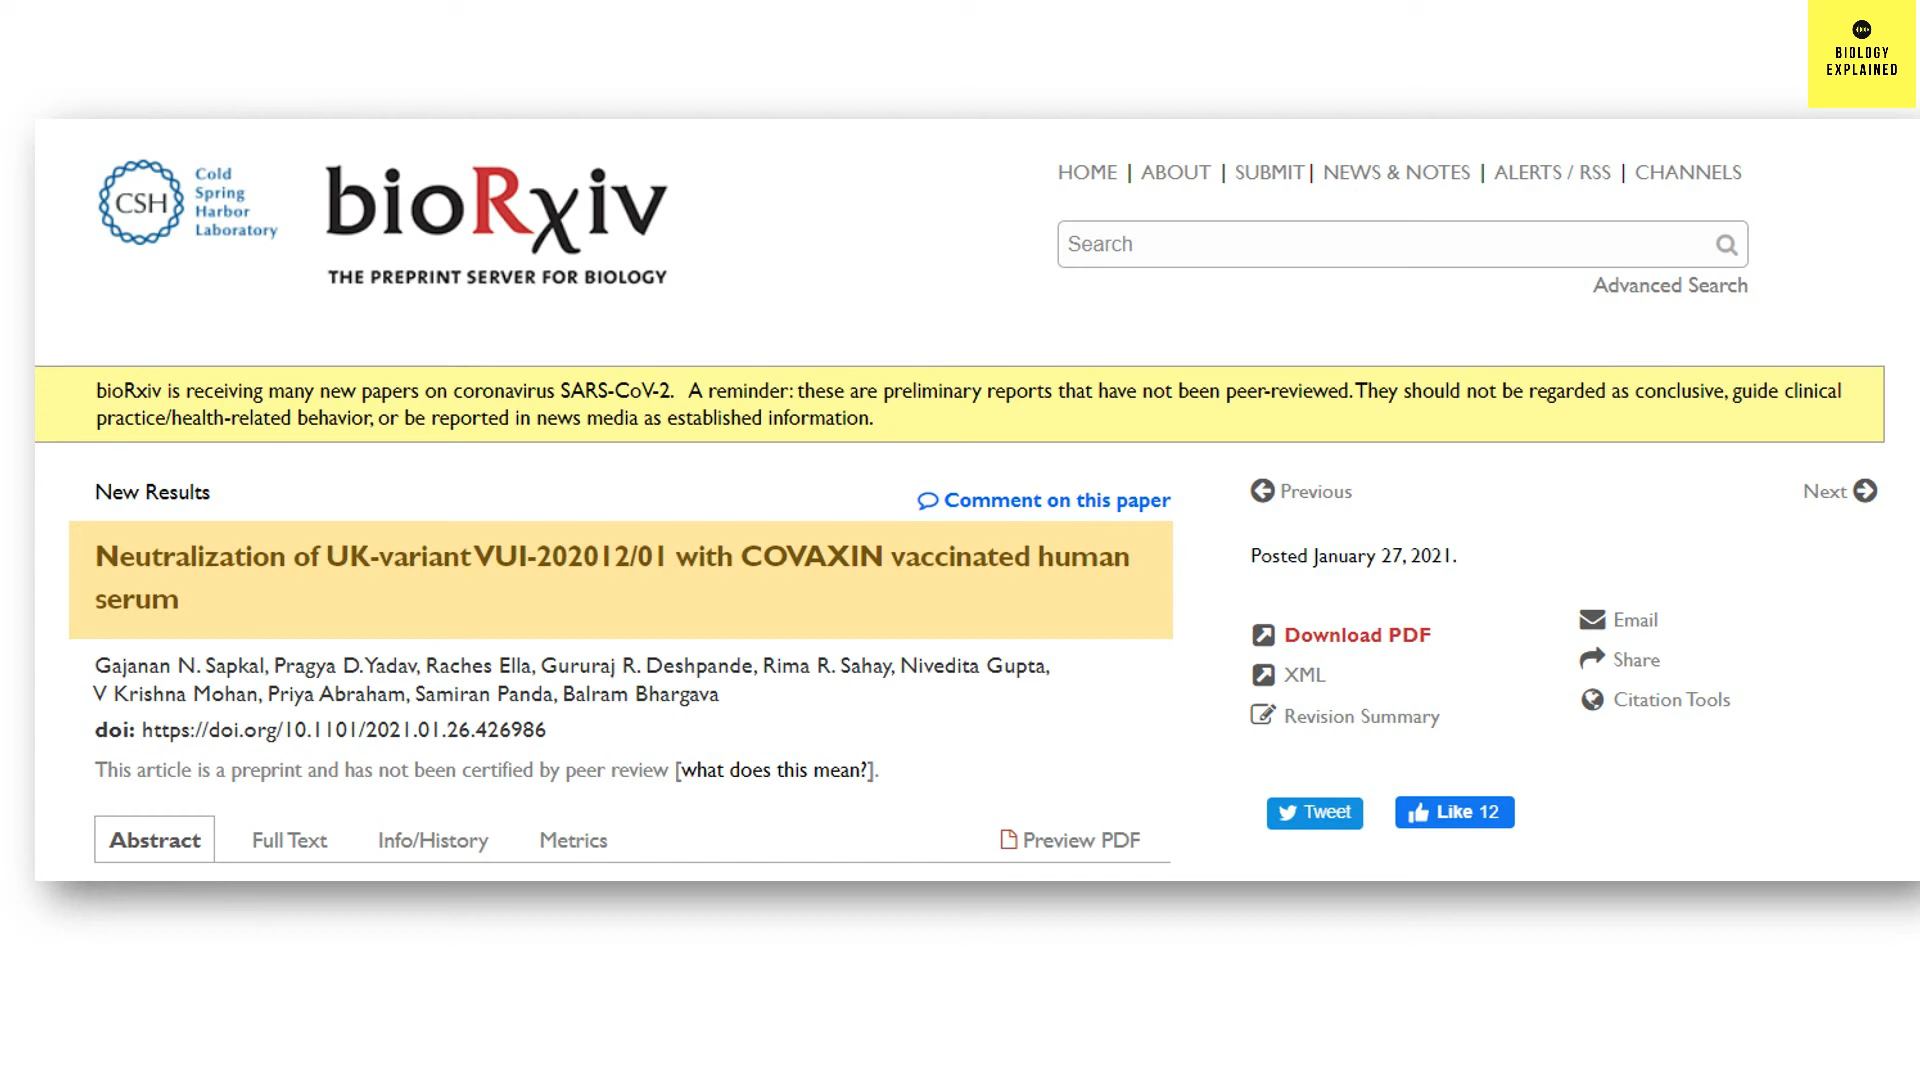 BIOLOGY
EXPLAINED
CSH
Cold
Spring
Harbor
Laboratory
bioRxiv
THE PREPRINT SERVER FOR BIOLOGY
HOME | ABOUT | SUBMIT | NEWS & NOTES | ALERTS / RSS | CHANNELS
Search
Advanced Search
bioRxiv is receiving many new papers on coronavirus SARS-CoV-2. A reminder: these are preliminary reports that have not been peer-reviewed. They should not be regarded as conclusive, guide clinical
practice/health-related behavior, or be reported in news media as established information.
New Results
Comment on this paper
Neutralization of UK-variant VUI-202012/01 with COVAXIN vaccinated human
serum
Gajanan N. Sapkal, Pragya D. Yadav, Raches Ella, Gururaj R. Deshpande, Rima R. Sahay, Nivedita Gupta,
V Krishna Mohan, Priya Abraham, Samiran Panda, Balram Bhargava
doi: https://doi.org/10.1101/2021.01.26.426986
This article is a preprint and has not been certified by peer review [what does this mean?].
Abstract Full Text Info/History Metrics Preview PDF
Previous Next
Posted January 27, 2021.
Download PDF
XML
Revision Summary
Email
Share
Citation Tools
Tweet Like 12